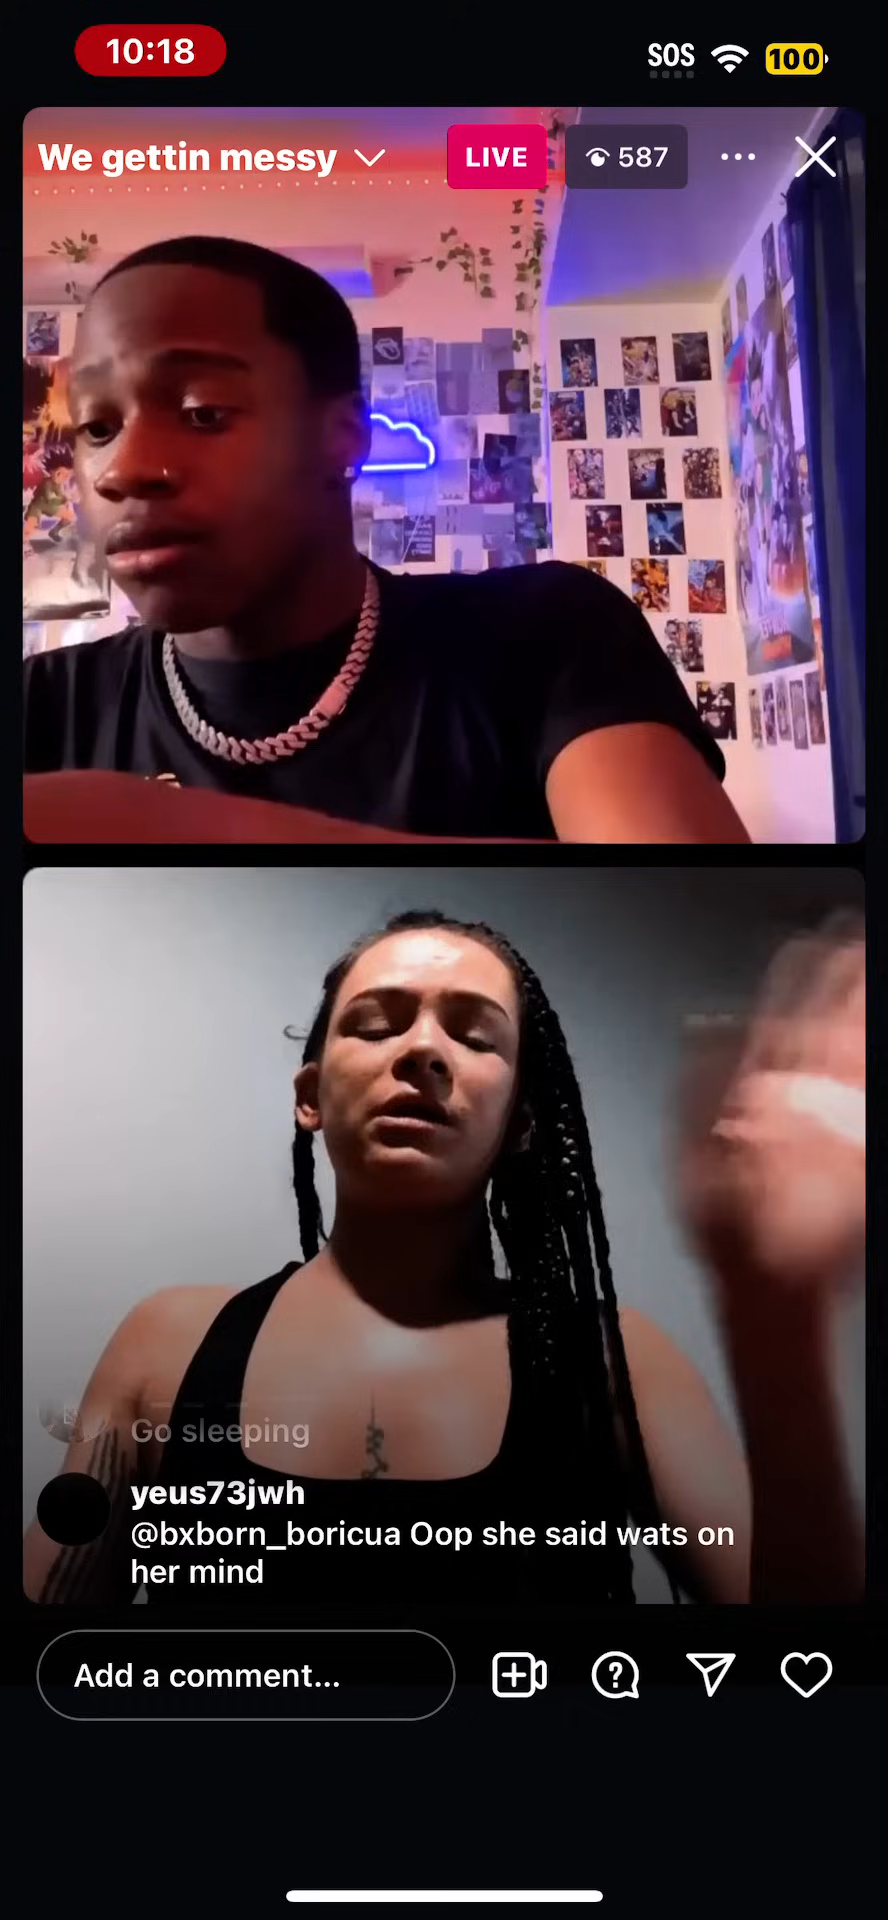 10:18
SOS
100
We gettin messy
LIVE
587
Go sleeping
yeus73jwh
@bxborn_boricua Oop she said wats on
her mind
Add a comment...